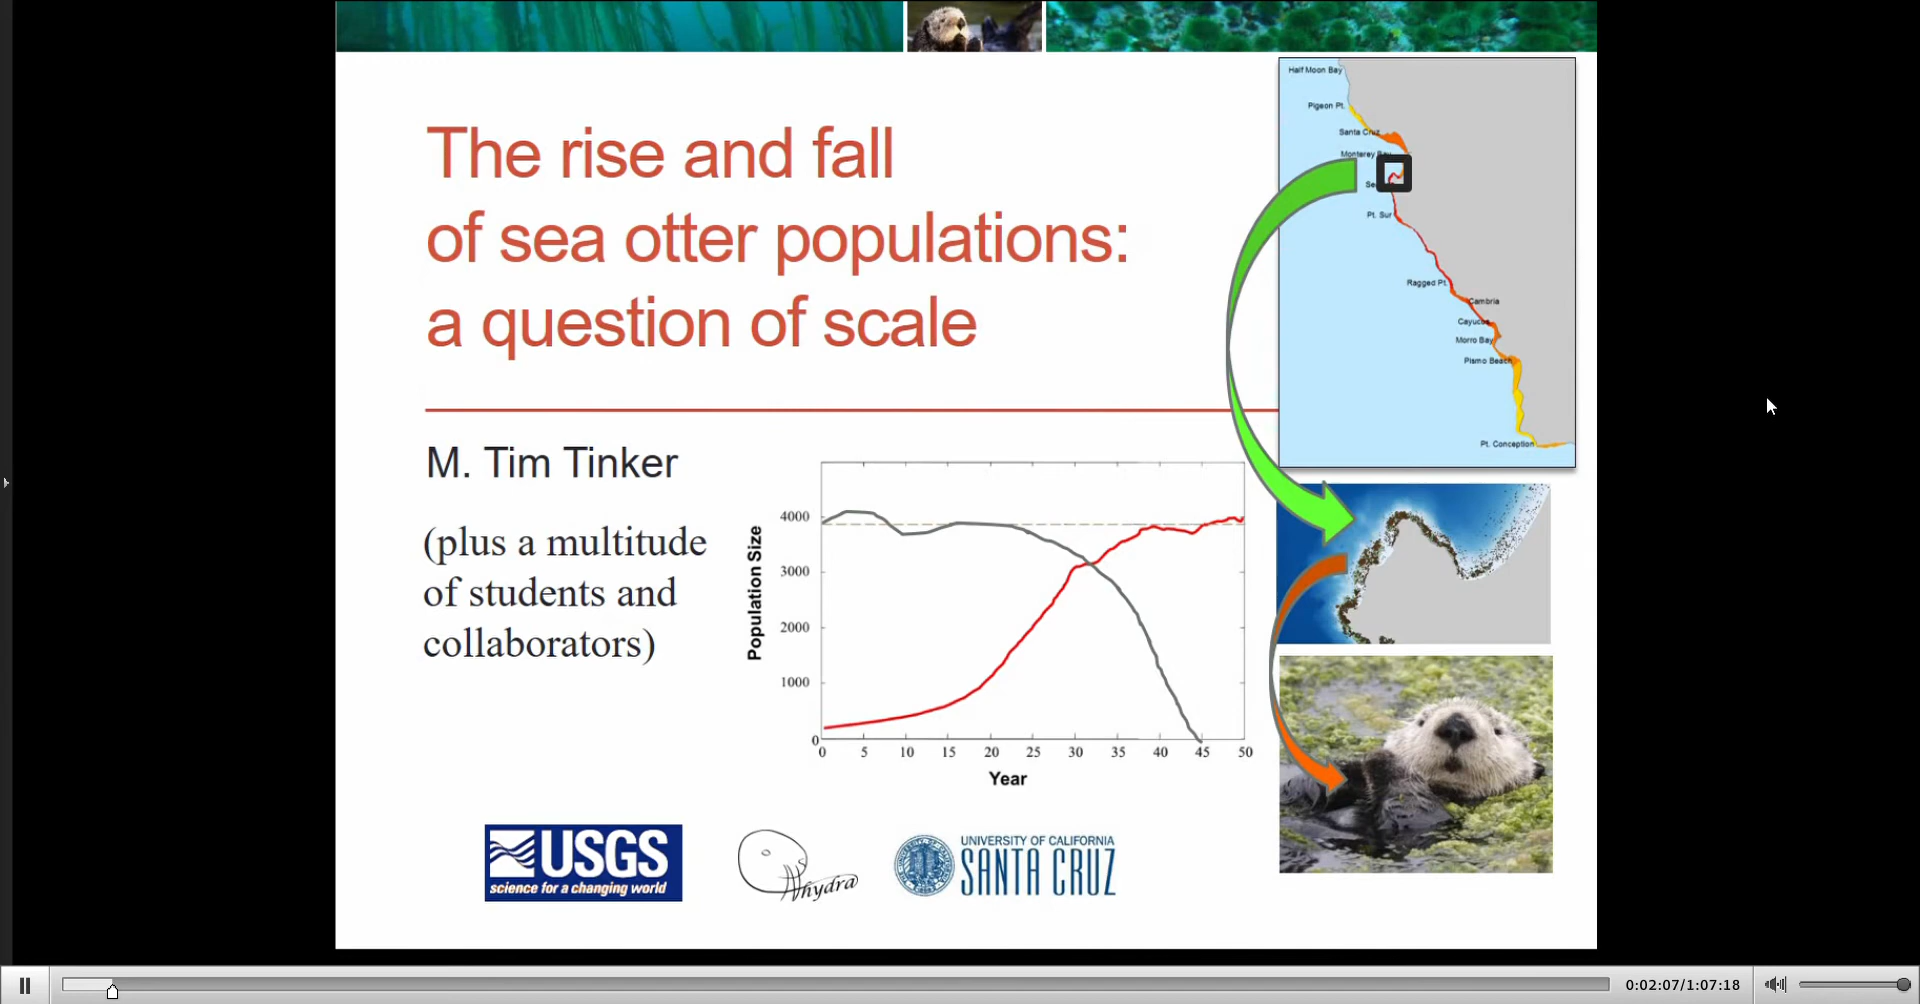 The rise and fall
of sea otter populations:
a question of scale
M. Tim Tinker
(plus a multitude
of students and
collaborators)
Population Size
4000
3000
2000
1000
0
0 5 10 15 20 25 30 35 40 45 50
Year
Half Moon Bay
Pigeon Pt.
Santa Cruz
Monterey Bay
Pt. Sur
Ragged Pt.
Cambria
Cayucos
Morro Bay
Pismo Beach
Pt. Conception
USGS
science for a changing world
hydra
UNIVERSITY OF CALIFORNIA
SANTA CRUZ
0:02:07/1:07:18